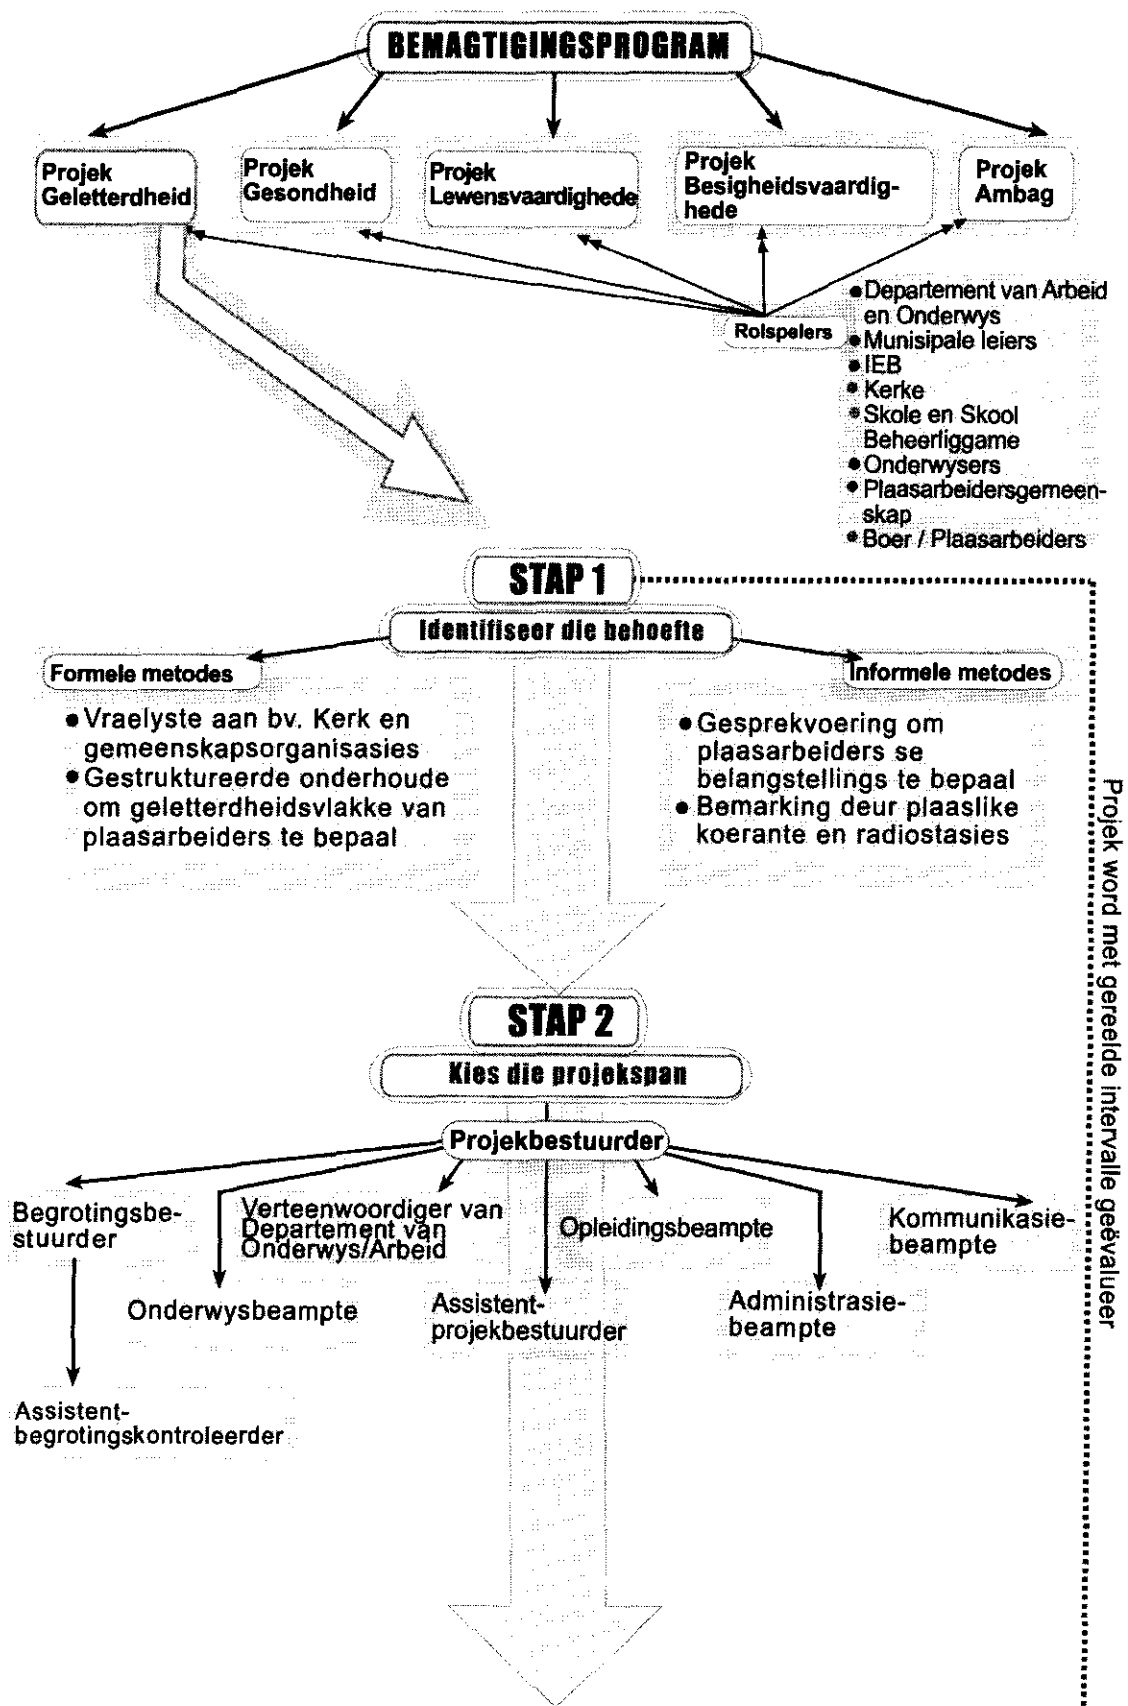 BEMAGTIGINGSPROGRAM
Projek
Geletterdheid
Projek
Gesondheid
Projek
Lewensvaardighede
Projek
Besigheidsvaardig-
hede
Projek
Ambag
Rolspelers
●Departement van Arbeid
en Onderwys
●Munisipale leiers
●IEB
●Kerke
●Skole en Skool
Beheerliggame
●Onderwysers
●Plaasarbeidersgemeen-
skap
●Boer / Plaasarbeiders
STAP 1
Identifiseer die behoefte
Formele metodes
●Vraelyste aan bv. Kerk en
gemeenskapsorganisasies
●Gestruktureerde onderhoude
om geletterdheidsvlakke van
plaasarbeiders te bepaal
Informele metodes
●Gesprekvoering om
plaasarbeiders se
belangstellings te bepaal
●Bemarking deur plaaslike
koerante en radiostasies
Projek word met gereelde intervalle geëvalueer
STAP 2
Kies die projekspan
Projekbestuurder
Begrotingsbe-
stuurder
Verteenwoordiger van
Departement van
Onderwys/Arbeid
Opleidingsbeampte
Kommunikasie-
beampte
Onderwysbeampte
Assistent-
projekbestuurder
Administrasie-
beampte
Assistent-
begrotingskontroleerder